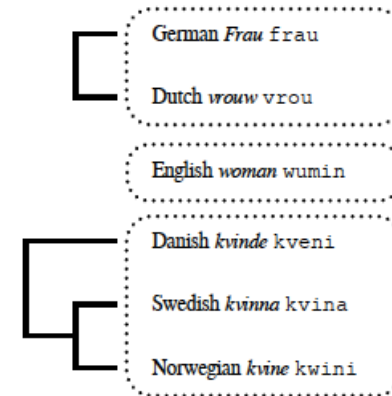 German Frau frau
Dutch vrouw vrou
English woman wumin
Danish kvinde kveni
Swedish kvinna kvina
Norwegian kvine kwini